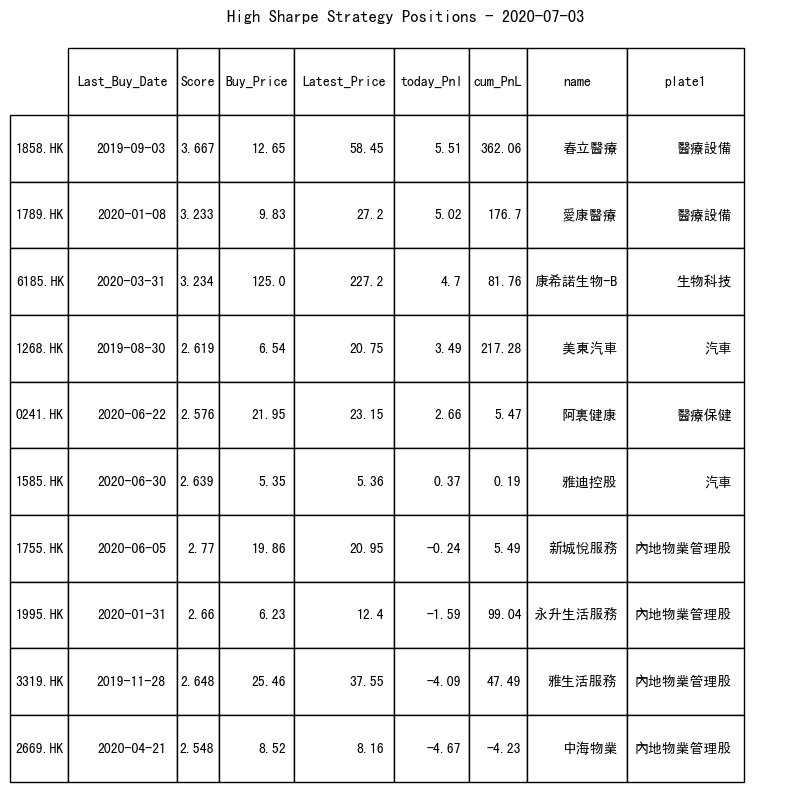 High Sharpe Strategy Positions - 2020-07-03
Last_Buy_Date Score Buy_Price Latest_Price today_Pnl cum_PnL name plate1
1858.HK 2019-09-03 3.667 12.65 58.45 5.51 362.06 春立醫療 醫療設備
1789.HK 2020-01-08 3.233 9.83 27.2 5.02 176.7 愛康醫療 醫療設備
6185.HK 2020-03-31 3.234 125.0 227.2 4.7 81.76 康希諾生物-B 生物科技
1268.HK 2019-08-30 2.619 6.54 20.75 3.49 217.28 美東汽車 汽車
0241.HK 2020-06-22 2.576 21.95 23.15 2.66 5.47 阿裏健康 醫療保健
1585.HK 2020-06-30 2.639 5.35 5.36 0.37 0.19 雅迪控股 汽車
1755.HK 2020-06-05 2.77 19.86 20.95 -0.24 5.49 新城悅服務 內地物業管理股
1995.HK 2020-01-31 2.66 6.23 12.4 -1.59 99.04 永升生活服務 內地物業管理股
3319.HK 2019-11-28 2.648 25.46 37.55 -4.09 47.49 雅生活服務 內地物業管理股
2669.HK 2020-04-21 2.548 8.52 8.16 -4.67 -4.23 中海物業 內地物業管理股